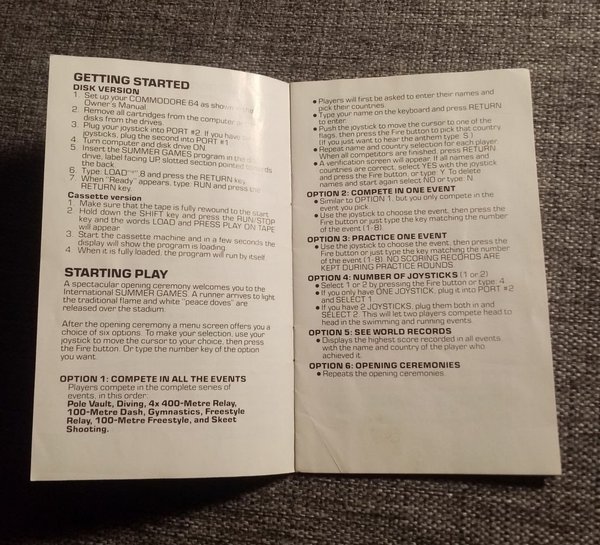 GETTING STARTED
DISK VERSION
1. Set up your COMMODORE 64 as shown in the
Owner's Manual.
2. Remove all cartridges from the computer or
disks from the drives.
3. Plug your joystick into PORT #2. If you have
joysticks, plug the second into PORT #1
4. Turn computer and disk drive ON.
5. Insert the SUMMER GAMES program in the
drive, label facing UP slotted section pointed towards
the back.
6. Type: LOAD"*",8 and press the RETURN key.
7. When "Ready" appears, type: RUN and press the
RETURN key.
Cassette version
1. Make sure that the tape is fully rewound to the start
2. Hold down the SHIFT key and press the RUN/STOP
key and the words LOAD and PRESS PLAY ON TAPE
will appear
3. Start the cassette machine and in a few seconds the
display will show the programme is loading.
4. When it is fully loaded, the program will run by itself
STARTING PLAY
A spectacular opening ceremony welcomes you to the
International SUMMER GAMES. A runner arrives to light
the traditional flame and white "peace doves" are
released over the stadium.
After the opening ceremony a menu screen offers you a
choice of six options. To make your selection, use your
joystick to move the cursor to your choice, then press
the Fire button. Or type the number key of the option
you want.
OPTION 1: COMPETE IN ALL THE EVENTS
Players compete in the complete series of
events, in this order:
Pole Vault, Diving, 4x 400-Metre Relay,
100-Metre Dash, Gymnastics, Freestyle
Relay, 100-Metre Freestyle, and Skeet
Shooting.
• Players will first be asked to enter their names and
pick their countries.
• Type your name on the keyboard and press RETURN
to enter.
• Push the joystick to move the cursor to one of the
flags, then press the Fire button to pick that country
(If you just want to hear the anthem type S.)
• Repeat name and country selection for each player.
When all competitors are finished, press RETURN.
• A verification screen will appear. If all names and
countries are correct, select YES with the joystick
and press the Fire button, or type Y. To delete
names and start again select NO or type: N
OPTION 2: COMPETE IN ONE EVENT
• Similar to OPTION 1, but you only compete in the
event you pick.
• Use the joystick to choose the event, then press the
Fire button or just type the key matching the number
of the event (1-8)
OPTION 3: PRACTICE ONE EVENT
• Use the joystick to choose the event, then press the
Fire button or just type the key matching the number
of the event (1-8). NO SCORING RECORDS ARE
KEPT DURING PRACTICE ROUNDS
OPTION 4: NUMBER OF JOYSTICKS (1 or 2)
• Select 1 or 2 by pressing the Fire button or type: 4
• If you only have ONE JOYSTICK, plug it into PORT #2
and SELECT 1
• If you have 2 JOYSTICKS, plug them both in and
SELECT 2. This will let two players compete head to
head in the swimming and running events.
OPTION 5: SEE WORLD RECORDS
• Displays the highest score recorded in all events
with the name and country of the player who
achieved it.
OPTION 6: OPENING CEREMONIES
• Repeats the opening ceremonies.